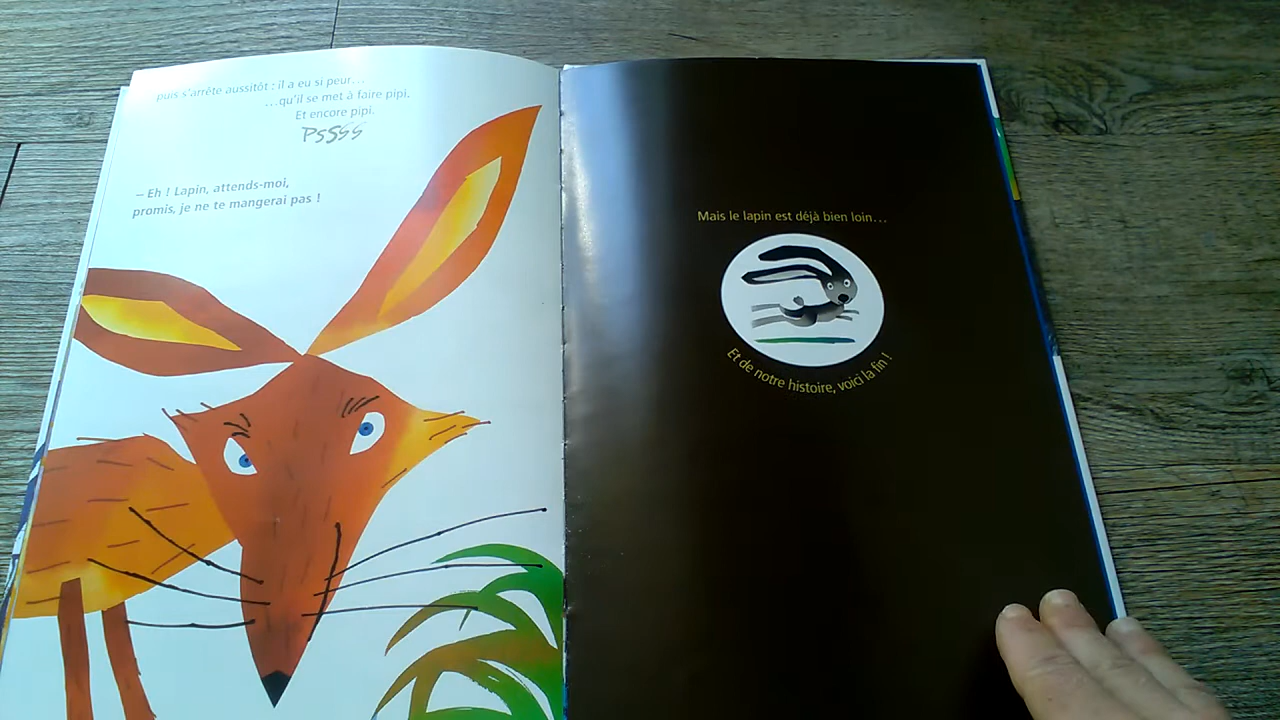 puis s'arrête aussitôt : il a eu si peur…
…qu'il se met à faire pipi.
Et encore pipi.
PSSSS
– Eh ! Lapin, attends-moi,
promis, je ne te mangerai pas !
Mais le lapin est déjà bien loin…
Et de notre histoire, voici la fin !